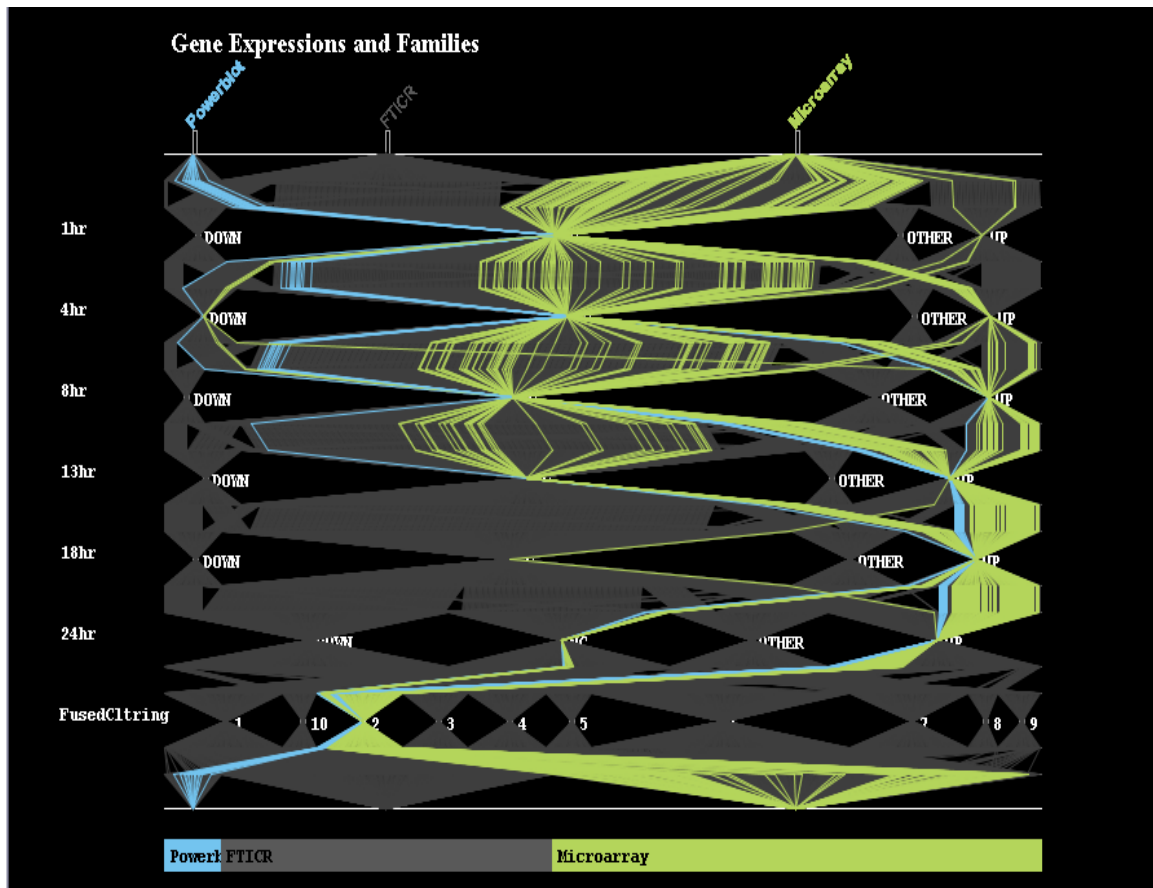 Gene Expressions and Families
Powerblot FTICR Microarray
1hr DOWN OTHER UP
4hr DOWN OTHER UP
8hr DOWN OTHER UP
13hr DOWN OTHER UP
18hr DOWN OTHER UP
24hr OTHER UP
FusedCltring 1 10 2 3 4 5 7 8 9
FTICR Microarray